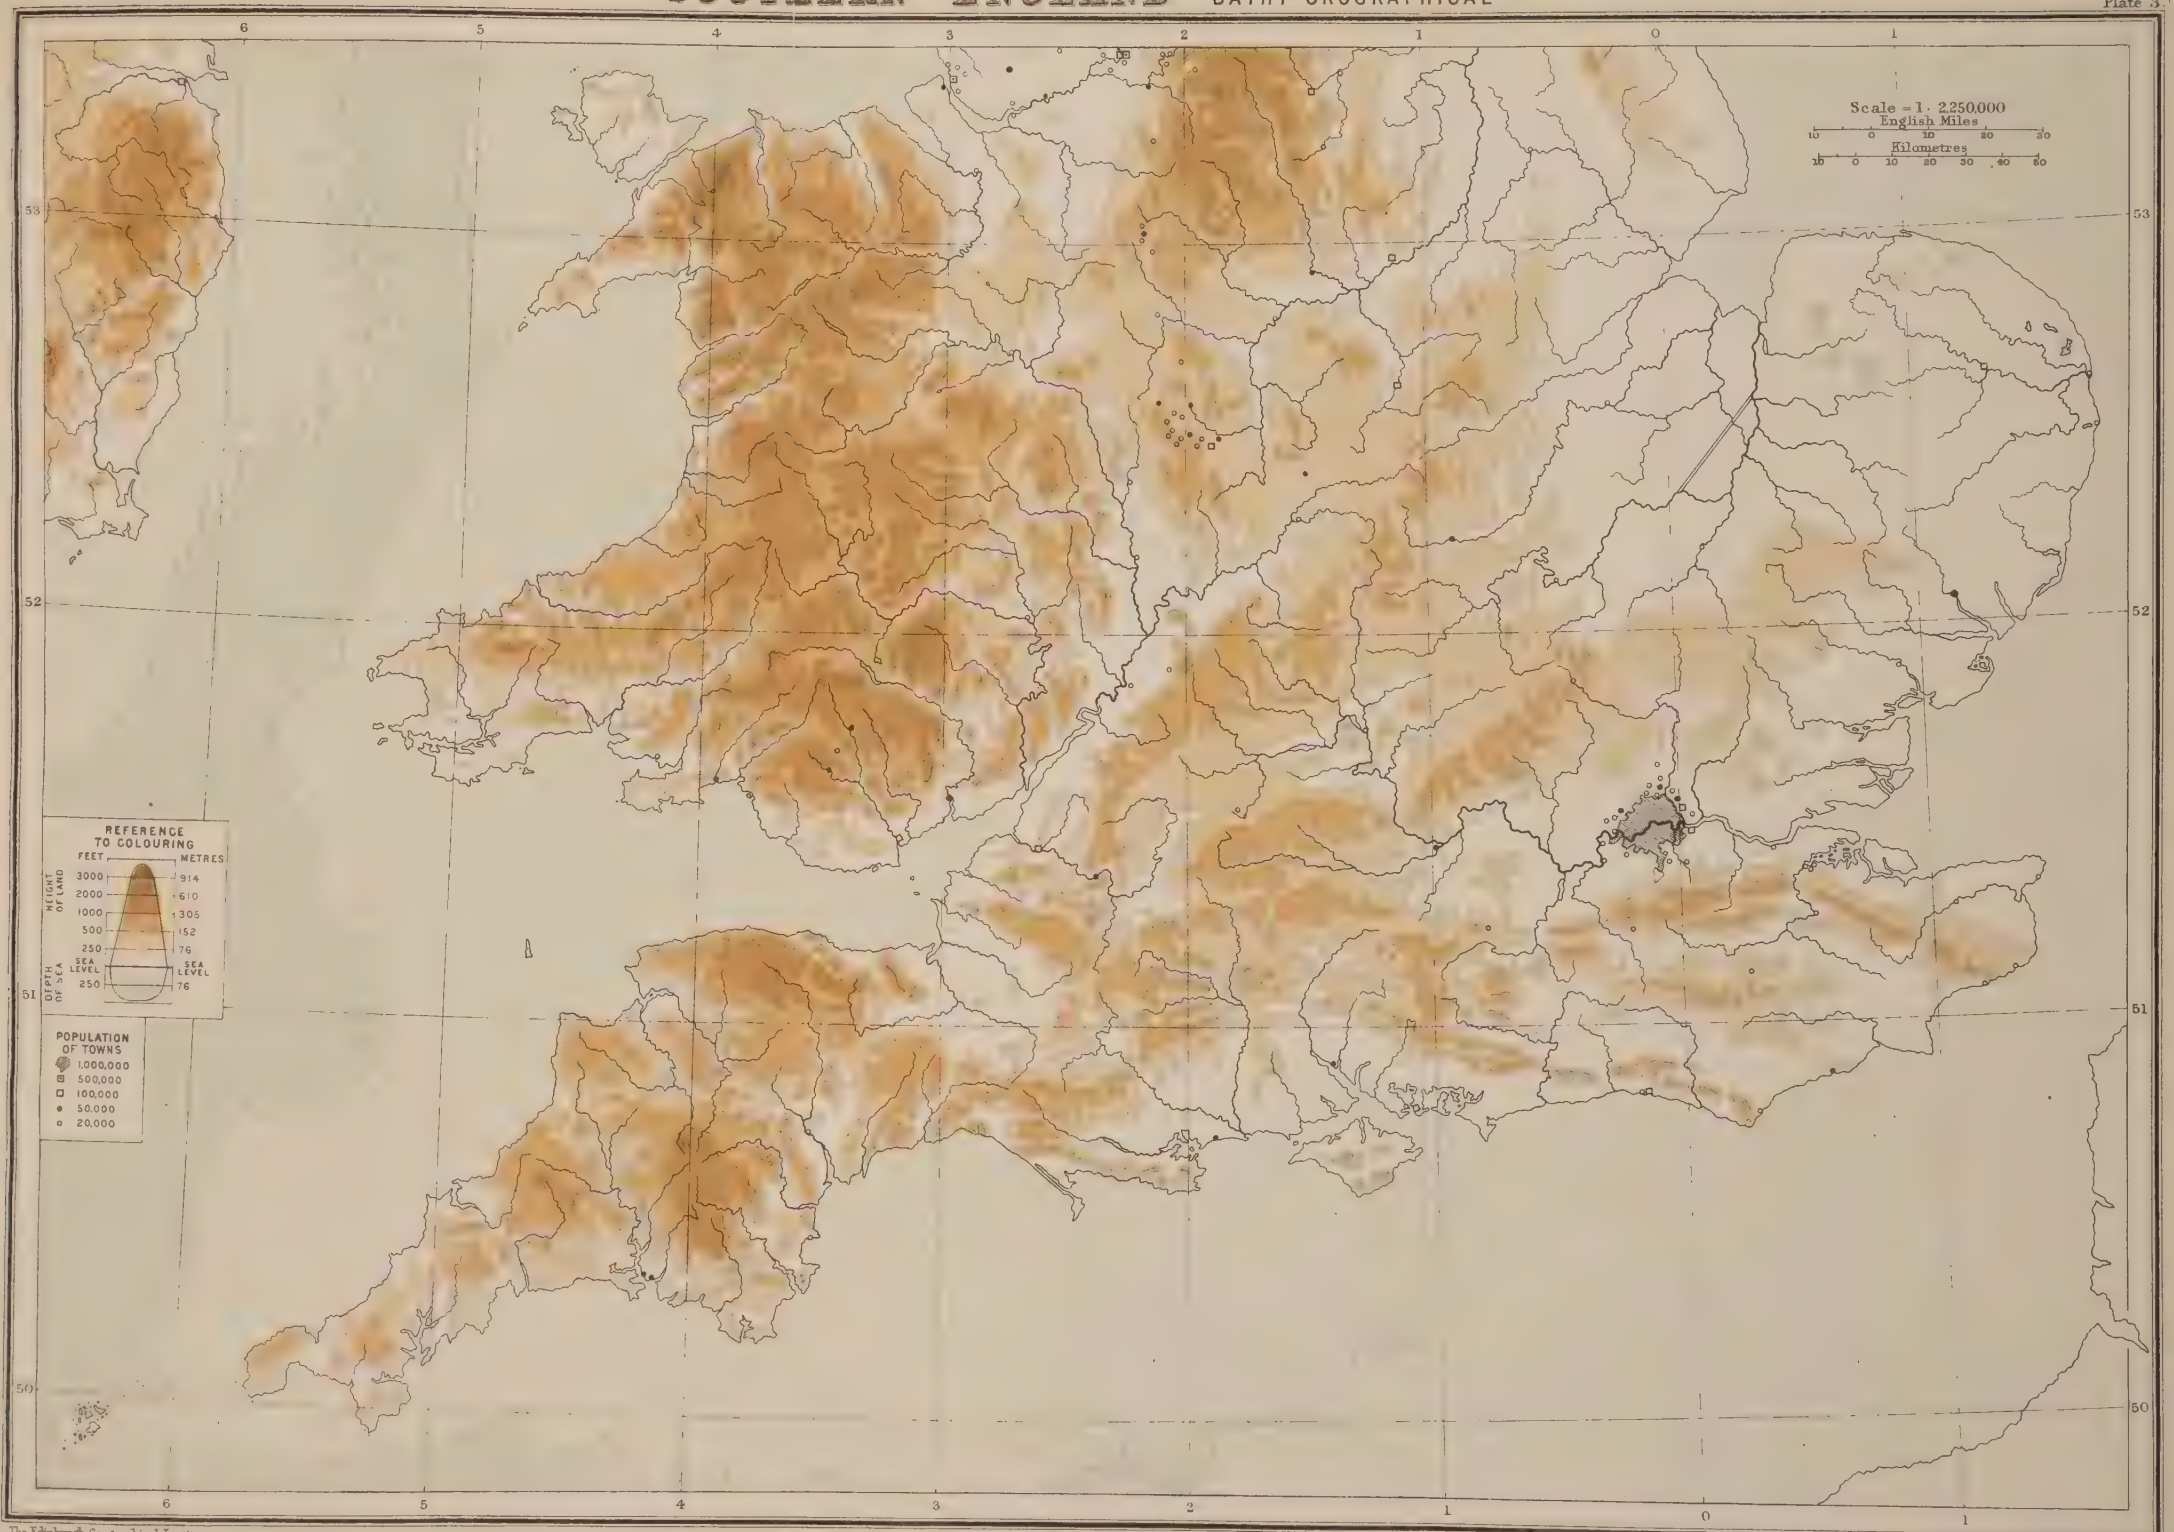 SOUTHERN ENGLAND BATHY-OROGRAPHICAL
Plate 3.
6 5 4 3 2 1 0 1
Scale = 1 : 2,250,000
English Miles
10 0 10 20 30
Kilometres
10 0 10 20 30 40 50
53 53
52 52
REFERENCE
TO COLOURING
FEET METRES
HEIGHT OF LAND
3000 914
2000 610
1000 305
500 152
250 76
SEA LEVEL SEA LEVEL
DEPTH OF SEA
250 76
51 51
POPULATION
OF TOWNS
1,000,000
500,000
100,000
50,000
20,000
50 50
6 5 4 3 2 1 0 1